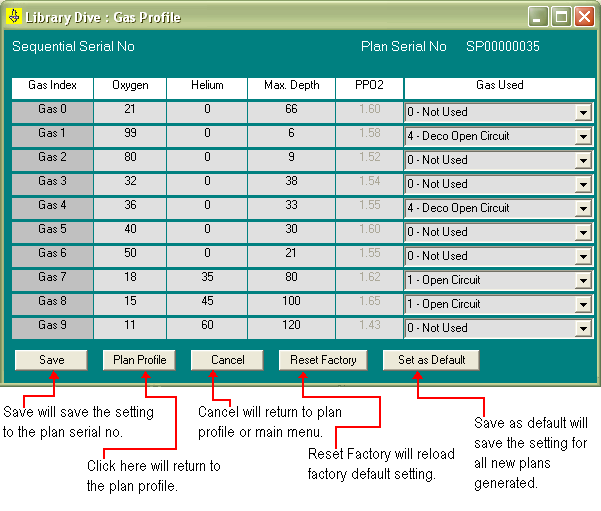 Library Dive : Gas Profile
Sequential Serial No Plan Serial No SP00000035
Gas Index Oxygen Helium Max. Depth PPO2 Gas Used
Gas 0 21 0 66 1.60 0 - Not Used
Gas 1 99 0 6 1.58 4 - Deco Open Circuit
Gas 2 80 0 9 1.52 0 - Not Used
Gas 3 32 0 38 1.54 0 - Not Used
Gas 4 36 0 33 1.55 4 - Deco Open Circuit
Gas 5 40 0 30 1.60 0 - Not Used
Gas 6 50 0 21 1.55 0 - Not Used
Gas 7 18 35 80 1.62 1 - Open Circuit
Gas 8 15 45 100 1.65 1 - Open Circuit
Gas 9 11 60 120 1.43 0 - Not Used
Save Plan Profile Cancel Reset Factory Set as Default
Save will save the setting
to the plan serial no.
Click here will return to
the plan profile.
Cancel will return to plan
profile or main menu.
Reset Factory will reload
factory default setting.
Save as default will
save the setting for
all new plans
generated.